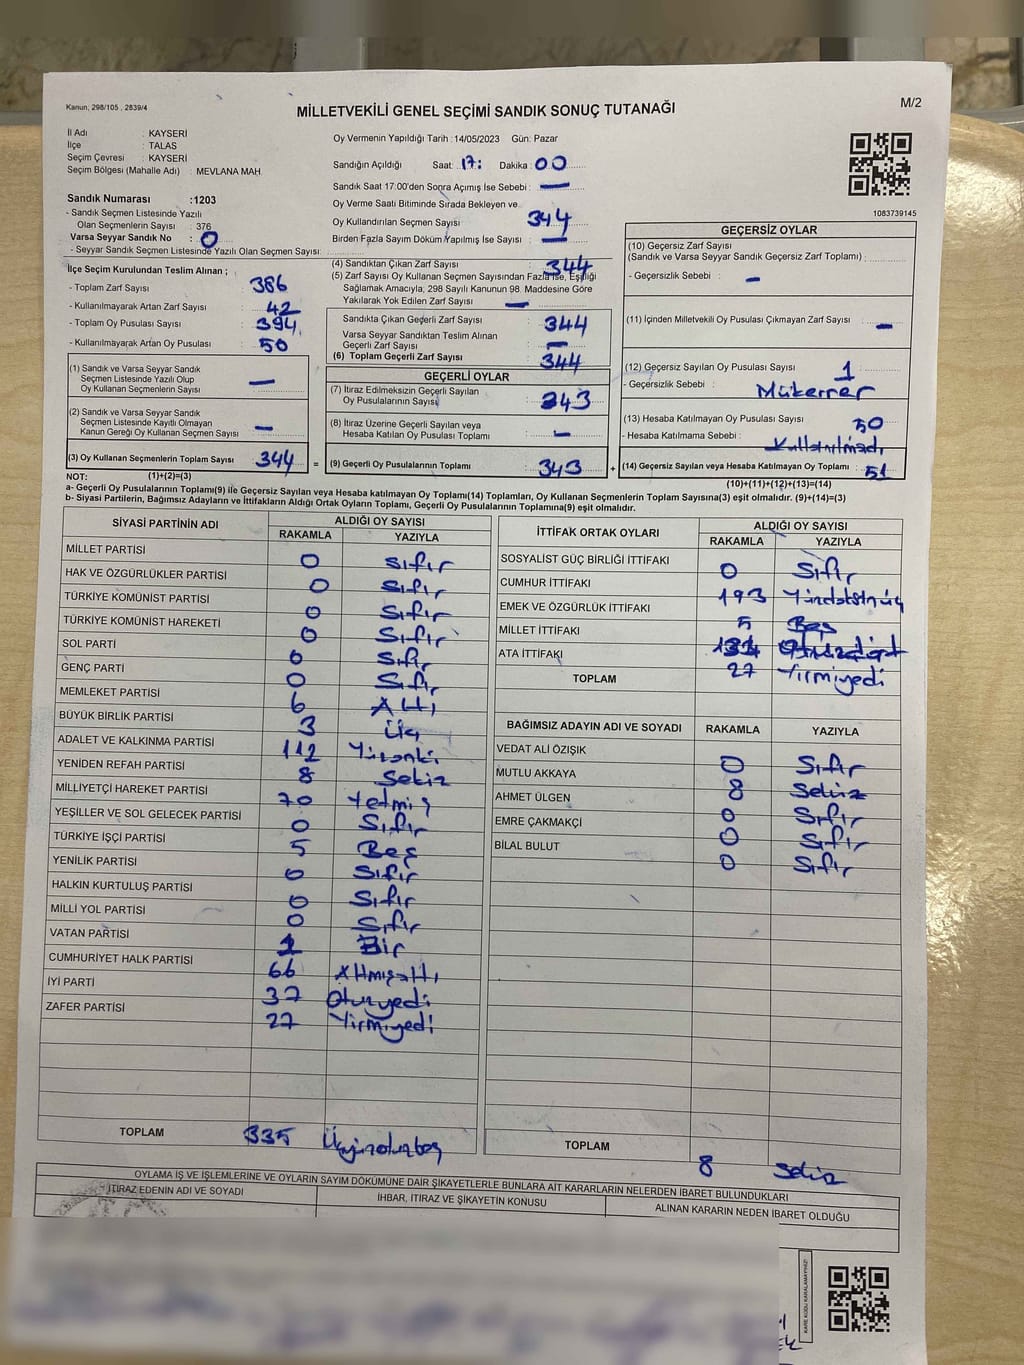 Kanun; 298/105 , 2839/4
MİLLETVEKİLİ GENEL SEÇİMİ SANDIK SONUÇ TUTANAĞI
M/2
İl Adı : KAYSERİ
İlçe : TALAS
Seçim Çevresi : KAYSERİ
Seçim Bölgesi (Mahalle Adı) : MEVLANA MAH.
Sandık Numarası :1203
- Sandık Seçmen Listesinde Yazılı
Olan Seçmenlerin Sayısı : 376
Varsa Seyyar Sandık No : 0
- Seyyar Sandık Seçmen Listesinde Yazılı Olan Seçmen Sayısı:
Oy Vermenin Yapıldığı Tarih :14/05/2023 Gün: Pazar
Sandığın Açıldığı Saat: 17: Dakika : 00
Sandık Saat 17:00'den Sonra Açımış İse Sebebi : —
Oy Verme Saati Bitiminde Sırada Bekleyen ve
Oy Kullandırılan Seçmen Sayısı 344
Birden Fazla Sayım Döküm Yapılmış İse Sayısı : —
1083739145
İlçe Seçim Kurulundan Teslim Alınan ;
- Toplam Zarf Sayısı : 386
- Kullanılmayarak Artan Zarf Sayısı : 42
- Toplam Oy Pusulası Sayısı : 394
- Kullanılmayarak Artan Oy Pusulası : 50
(1) Sandık ve Varsa Seyyar Sandık
Seçmen Listesinde Yazılı Olup
Oy Kullanan Seçmenlerin Sayısı : —
(2) Sandık ve Varsa Seyyar Sandık
Seçmen Listesinde Kayıtlı Olmayan
Kanun Gereği Oy Kullanan Seçmen Sayısı : —
(3) Oy Kullanan Seçmenlerin Toplam Sayısı : 344
(4) Sandıktan Çıkan Zarf Sayısı : 344
(5) Zarf Sayısı Oy Kullanan Seçmen Sayısından Fazla İse, Eşitliği
Sağlamak Amacıyla, 298 Sayılı Kanunun 98. Maddesine Göre
Yakılarak Yok Edilen Zarf Sayısı : —
Sandıkta Çıkan Geçerli Zarf Sayısı : 344
Varsa Seyyar Sandıktan Teslim Alınan
Geçerli Zarf Sayısı : —
(6) Toplam Geçerli Zarf Sayısı : 344
GEÇERLİ OYLAR
(7) İtiraz Edilmeksizin Geçerli Sayılan
Oy Pusulalarının Sayısı : 343
(8) İtiraz Üzerine Geçerli Sayılan veya
Hesaba Katılan Oy Pusulası Toplamı : —
= (9) Geçerli Oy Pusulalarının Toplamı : 343
GEÇERSİZ OYLAR
(10) Geçersiz Zarf Sayısı
(Sandık ve Varsa Seyyar Sandık Geçersiz Zarf Toplamı) :
- Geçersizlik Sebebi : —
(11) İçinden Milletvekili Oy Pusulası Çıkmayan Zarf Sayısı : —
(12) Geçersiz Sayılan Oy Pusulası Sayısı : 1
- Geçersizlik Sebebi : Mükerrer
(13) Hesaba Katılmayan Oy Pusulası Sayısı : 50
- Hesaba Katılmama Sebebi : Kullanılmadı
+ (14) Geçersiz Sayılan veya Hesaba Katılmayan Oy Toplamı : 51
NOT: (1)+(2)=(3)
(10)+(11)+(12)+(13)=(14)
a- Geçerli Oy Pusulalarının Toplamı(9) ile Geçersiz Sayılan veya Hesaba katılmayan Oy Toplamı(14) Toplamları, Oy Kullanan Seçmenlerin Toplam Sayısına(3) eşit olmalıdır. (9)+(14)=(3)
b- Siyasi Partilerin, Bağımsız Adayların ve İttifakların Aldığı Ortak Oyların Toplamı, Geçerli Oy Pusulalarının Toplamına(9) eşit olmalıdır.
SİYASİ PARTİNİN ADI ALDIĞI OY SAYISI
RAKAMLA YAZIYLA
MİLLET PARTİSİ 0 Sıfır
HAK VE ÖZGÜRLÜKLER PARTİSİ 0 Sıfır
TÜRKİYE KOMÜNİST PARTİSİ 0 Sıfır
TÜRKİYE KOMÜNİST HAREKETİ 0 Sıfır
SOL PARTİ 0 Sıfır
GENÇ PARTİ 0 Sıfır
MEMLEKET PARTİSİ 6 Altı
BÜYÜK BİRLİK PARTİSİ 3 Üç
ADALET VE KALKINMA PARTİSİ 112 Yüzoniki
YENİDEN REFAH PARTİSİ 8 Sekiz
MİLLİYETÇİ HAREKET PARTİSİ 70 Yetmiş
YEŞİLLER VE SOL GELECEK PARTİSİ 0 Sıfır
TÜRKİYE İŞÇİ PARTİSİ 5 Beş
YENİLİK PARTİSİ 0 Sıfır
HALKIN KURTULUŞ PARTİSİ 0 Sıfır
MİLLİ YOL PARTİSİ 0 Sıfır
VATAN PARTİSİ 1 Bir
CUMHURİYET HALK PARTİSİ 66 Altmışaltı
İYİ PARTİ 37 Otuzyedi
ZAFER PARTİSİ 27 Yirmiyedi
TOPLAM 335 Üçyüzotuzbeş
İTTİFAK ORTAK OYLARI ALDIĞI OY SAYISI
RAKAMLA YAZIYLA
SOSYALİST GÜÇ BİRLİĞİ İTTİFAKI 0 Sıfır
CUMHUR İTTİFAKI 193 Yüzdoksanüç
EMEK VE ÖZGÜRLÜK İTTİFAKI 5 Beş
MİLLET İTTİFAKI
ATA İTTİFAKI 27 Yirmiyedi
TOPLAM
BAĞIMSIZ ADAYIN ADI VE SOYADI RAKAMLA YAZIYLA
VEDAT ALİ ÖZIŞIK 0 Sıfır
MUTLU AKKAYA 8 Sekiz
AHMET ÜLGEN 0 Sıfır
EMRE ÇAKMAKÇİ 0 Sıfır
BİLAL BULUT 0 Sıfır
TOPLAM 8 Sekiz
OYLAMA İŞ VE İŞLEMLERİNE VE OYLARIN SAYIM DÖKÜMÜNE DAİR ŞİKAYETLERLE BUNLARA AİT KARARLARIN NELERDEN İBARET BULUNDUKLARI
İTİRAZ EDENİN ADI VE SOYADI
İHBAR, İTİRAZ VE ŞİKAYETİN KONUSU
ALINAN KARARIN NEDEN İBARET OLDUĞU
KARE KODU KARALAMAYINIZ!